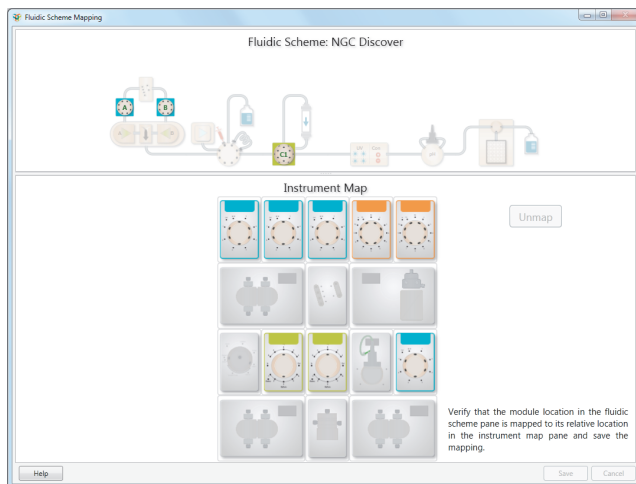 Fluidic Scheme Mapping
Fluidic Scheme: NGC Discover
A
B
C1
Instrument Map
Unmap
Verify that the module location in the fluidic
scheme pane is mapped to its relative location
in the instrument map pane and save the
mapping.
Help
Save
Cancel